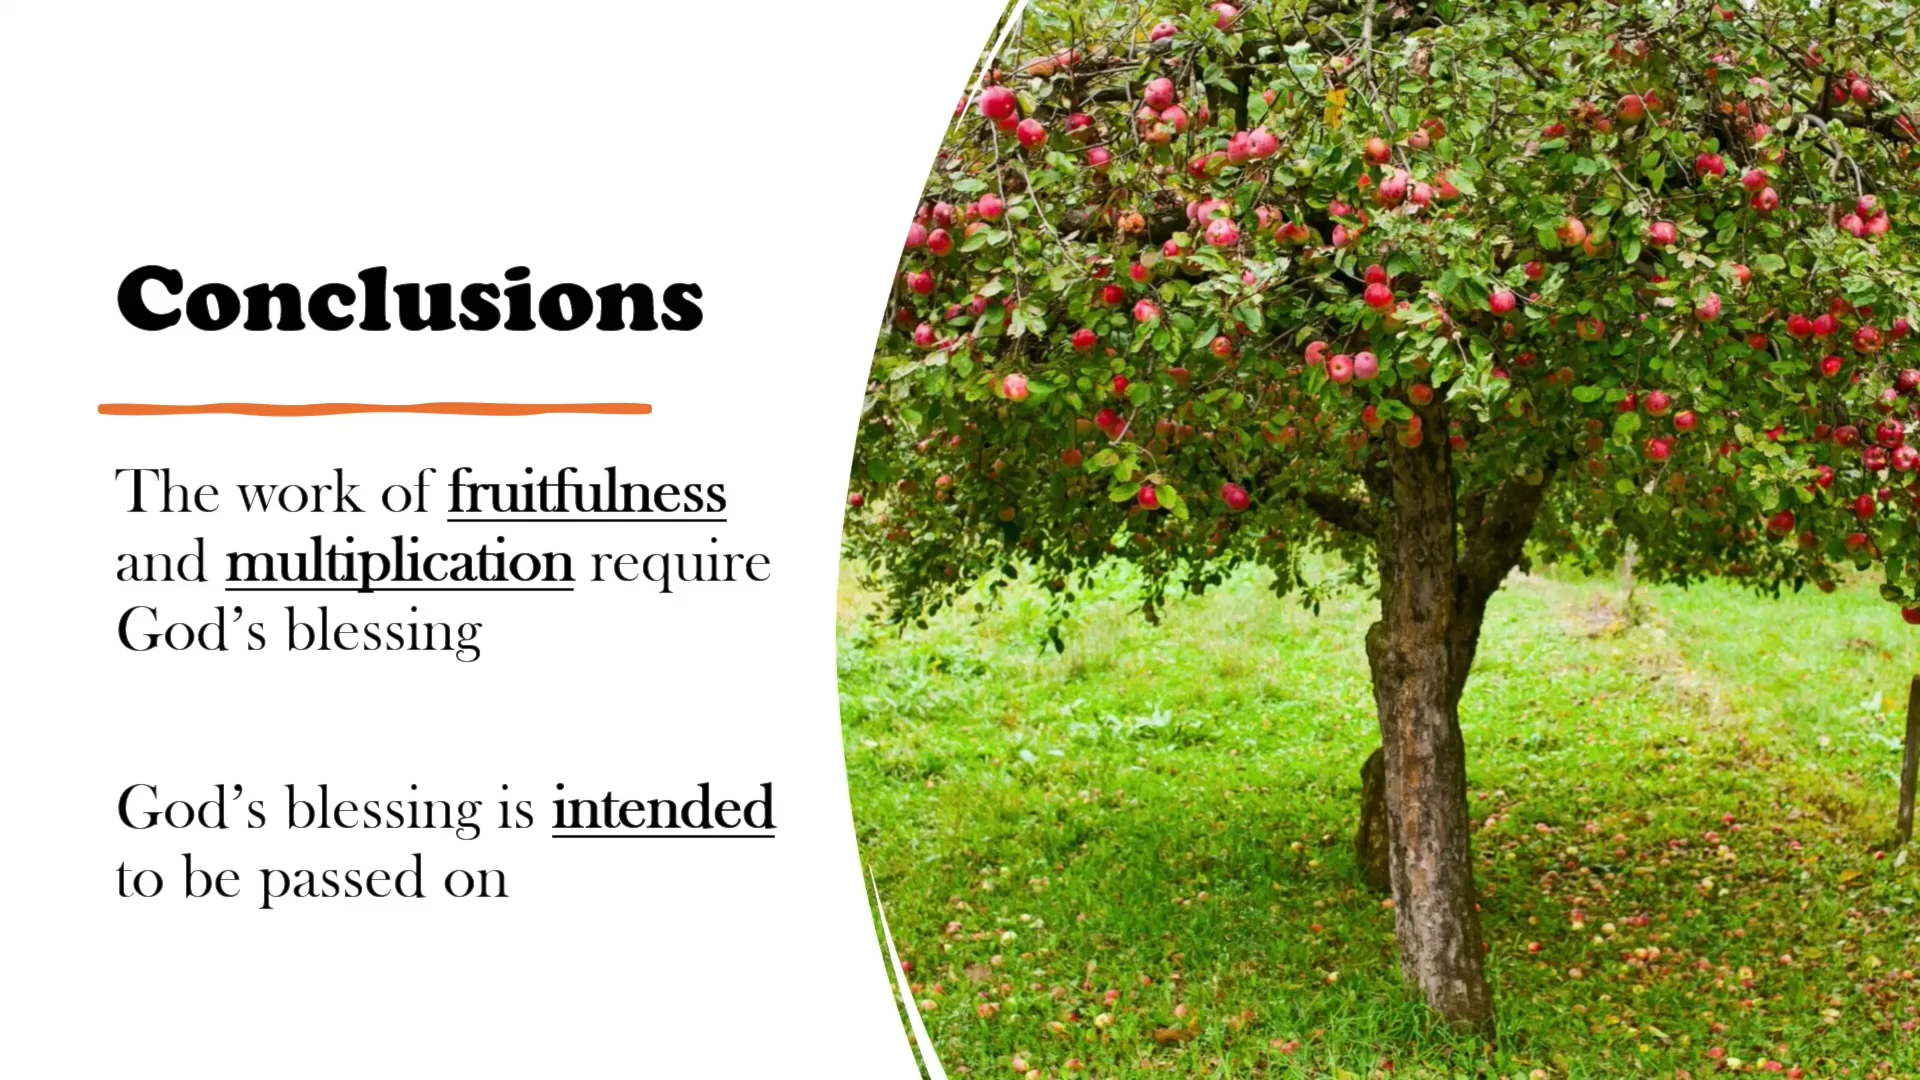 Conclusions
The work of fruitfulness
and multiplication require
God’s blessing
God’s blessing is intended
to be passed on